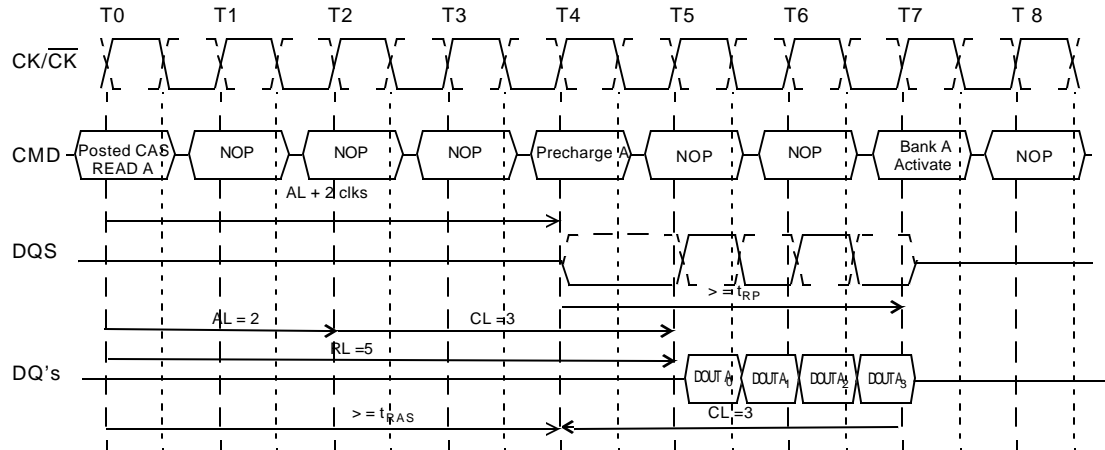 T0 T1 T2 T3 T4 T5 T6 T7 T 8
CK/CK
CMD
Posted CAS
READ A
NOP
NOP
NOP
Precharge A
NOP
NOP
Bank A
Activate
NOP
AL + 2 clks
DQS
> = tRP
AL = 2
CL =3
RL =5
DQ's
DOUT A0
DOUT A1
DOUT A2
DOUT A3
> = tRAS
CL =3